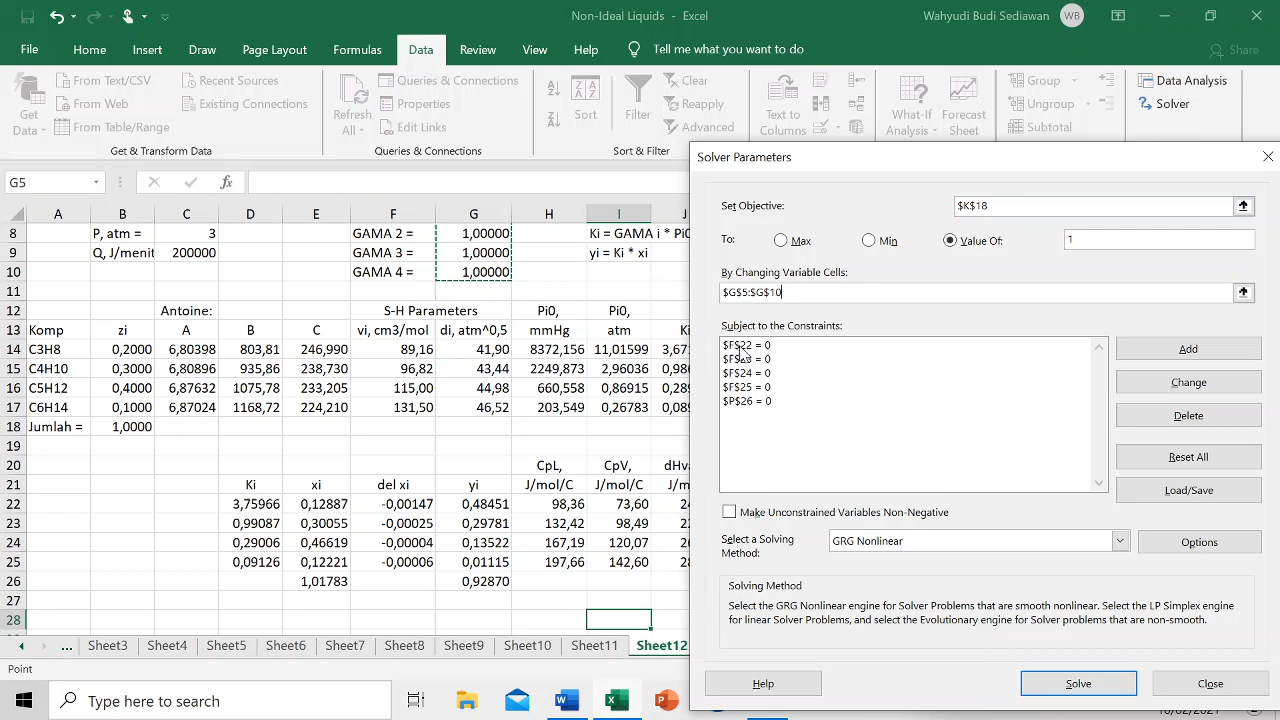 Non-Ideal Liquids - Excel
Wahyudi Budi Sediawan WB
File Home Insert Draw Page Layout Formulas Data Review View Help Tell me what you want to do Share
From Text/CSV Recent Sources Queries & Connections Clear Group Data Analysis
From Web Existing Connections Properties Reapply Ungroup Solver
Get Data From Table/Range Refresh All Edit Links Sort Filter Advanced Text to Columns What-If Analysis Forecast Sheet Subtotal
Get & Transform Data Queries & Connections Sort & Filter
G5 fx
A B C D E F G H I J
8 P, atm = 3 GAMA 2 = 1,00000 Ki = GAMA i * Pi0
9 Q, J/menit 200000 GAMA 3 = 1,00000 yi = Ki * xi
10 GAMA 4 = 1,00000
11
12 Antoine: S-H Parameters Pi0, Pi0,
13 Komp zi A B C vi, cm3/mol di, atm^0,5 mmHg atm Ki
14 C3H8 0,2000 6,80398 803,81 246,990 89,16 41,90 8372,156 11,01599 3,67
15 C4H10 0,3000 6,80896 935,86 238,730 96,82 43,44 2249,873 2,96036 0,98
16 C5H12 0,4000 6,87632 1075,78 233,205 115,00 44,98 660,558 0,86915 0,28
17 C6H14 0,1000 6,87024 1168,72 224,210 131,50 46,52 203,549 0,26783 0,08
18 Jumlah = 1,0000
19
20 CpL, CpV, dHv
21 Ki xi del xi yi J/mol/C J/mol/C J/m
22 3,75966 0,12887 -0,00147 0,48451 98,36 73,60 24
23 0,99087 0,30055 -0,00025 0,29781 132,42 98,49 22
24 0,29006 0,46619 -0,00004 0,13522 167,19 120,07 26
25 0,09126 0,12221 -0,00006 0,01115 197,66 142,60 28
26 1,01783 0,92870
27
28
... Sheet3 Sheet4 Sheet5 Sheet6 Sheet7 Sheet8 Sheet9 Sheet10 Sheet11 Sheet12
Point
Type here to search
Solver Parameters
Set Objective: $K$18
To: Max Min Value Of: 1
By Changing Variable Cells:
$G$5:$G$10
Subject to the Constraints:
$F$22 = 0
= 0
$F$24 = 0
$F$25 = 0
$P$26 = 0
Add
Change
Delete
Reset All
Load/Save
Make Unconstrained Variables Non-Negative
Select a Solving Method: GRG Nonlinear Options
Solving Method
Select the GRG Nonlinear engine for Solver Problems that are smooth nonlinear. Select the LP Simplex engine
for linear Solver Problems, and select the Evolutionary engine for Solver problems that are non-smooth.
Help Solve Close